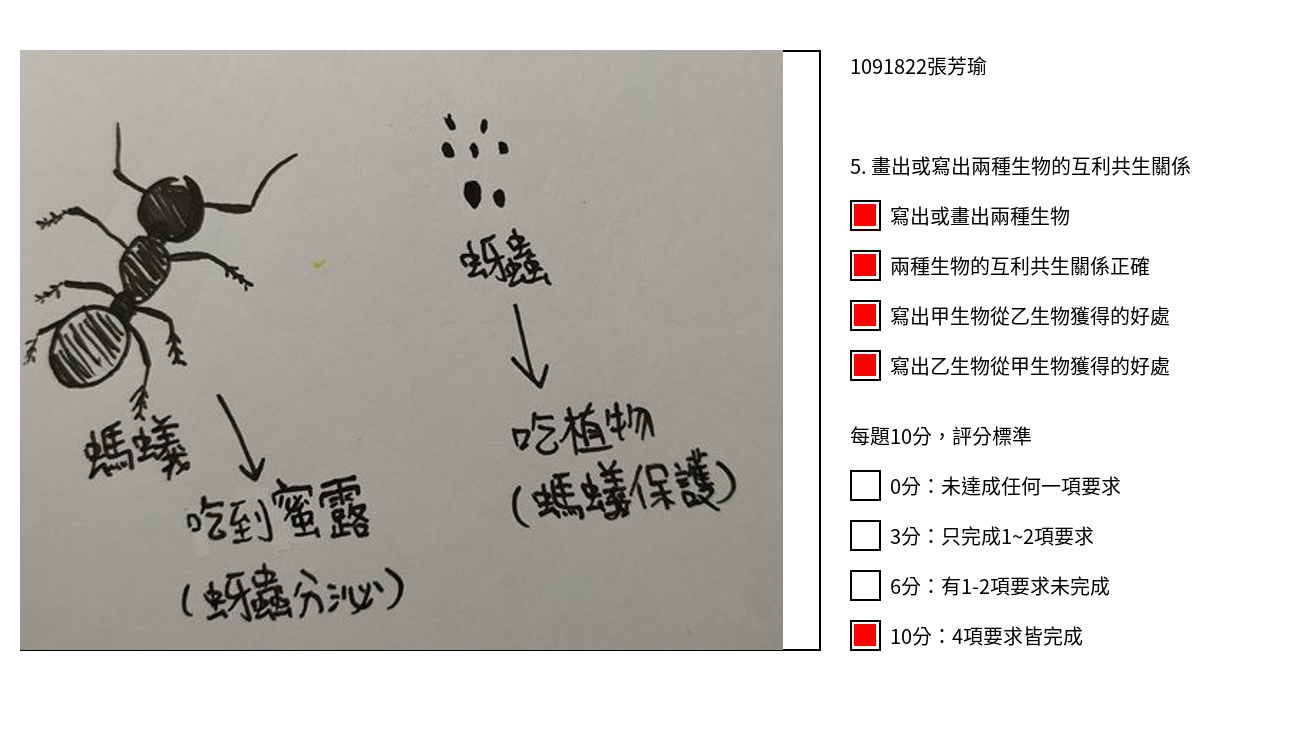 螞蟻
吃到蜜露
(蚜蟲分泌)
蚜蟲
吃植物
(螞蟻保護)
1091822張芳瑜
5. 畫出或寫出兩種生物的互利共生關係
寫出或畫出兩種生物
兩種生物的互利共生關係正確
寫出甲生物從乙生物獲得的好處
寫出乙生物從甲生物獲得的好處
每題10分，評分標準
0分：未達成任何一項要求
3分：只完成1~2項要求
6分：有1-2項要求未完成
10分：4項要求皆完成